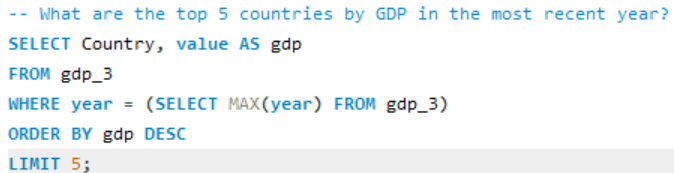 -- What are the top 5 countries by GDP in the most recent year?
SELECT Country, value AS gdp
FROM gdp_3
WHERE year = (SELECT MAX(year) FROM gdp_3)
ORDER BY gdp DESC
LIMIT 5;